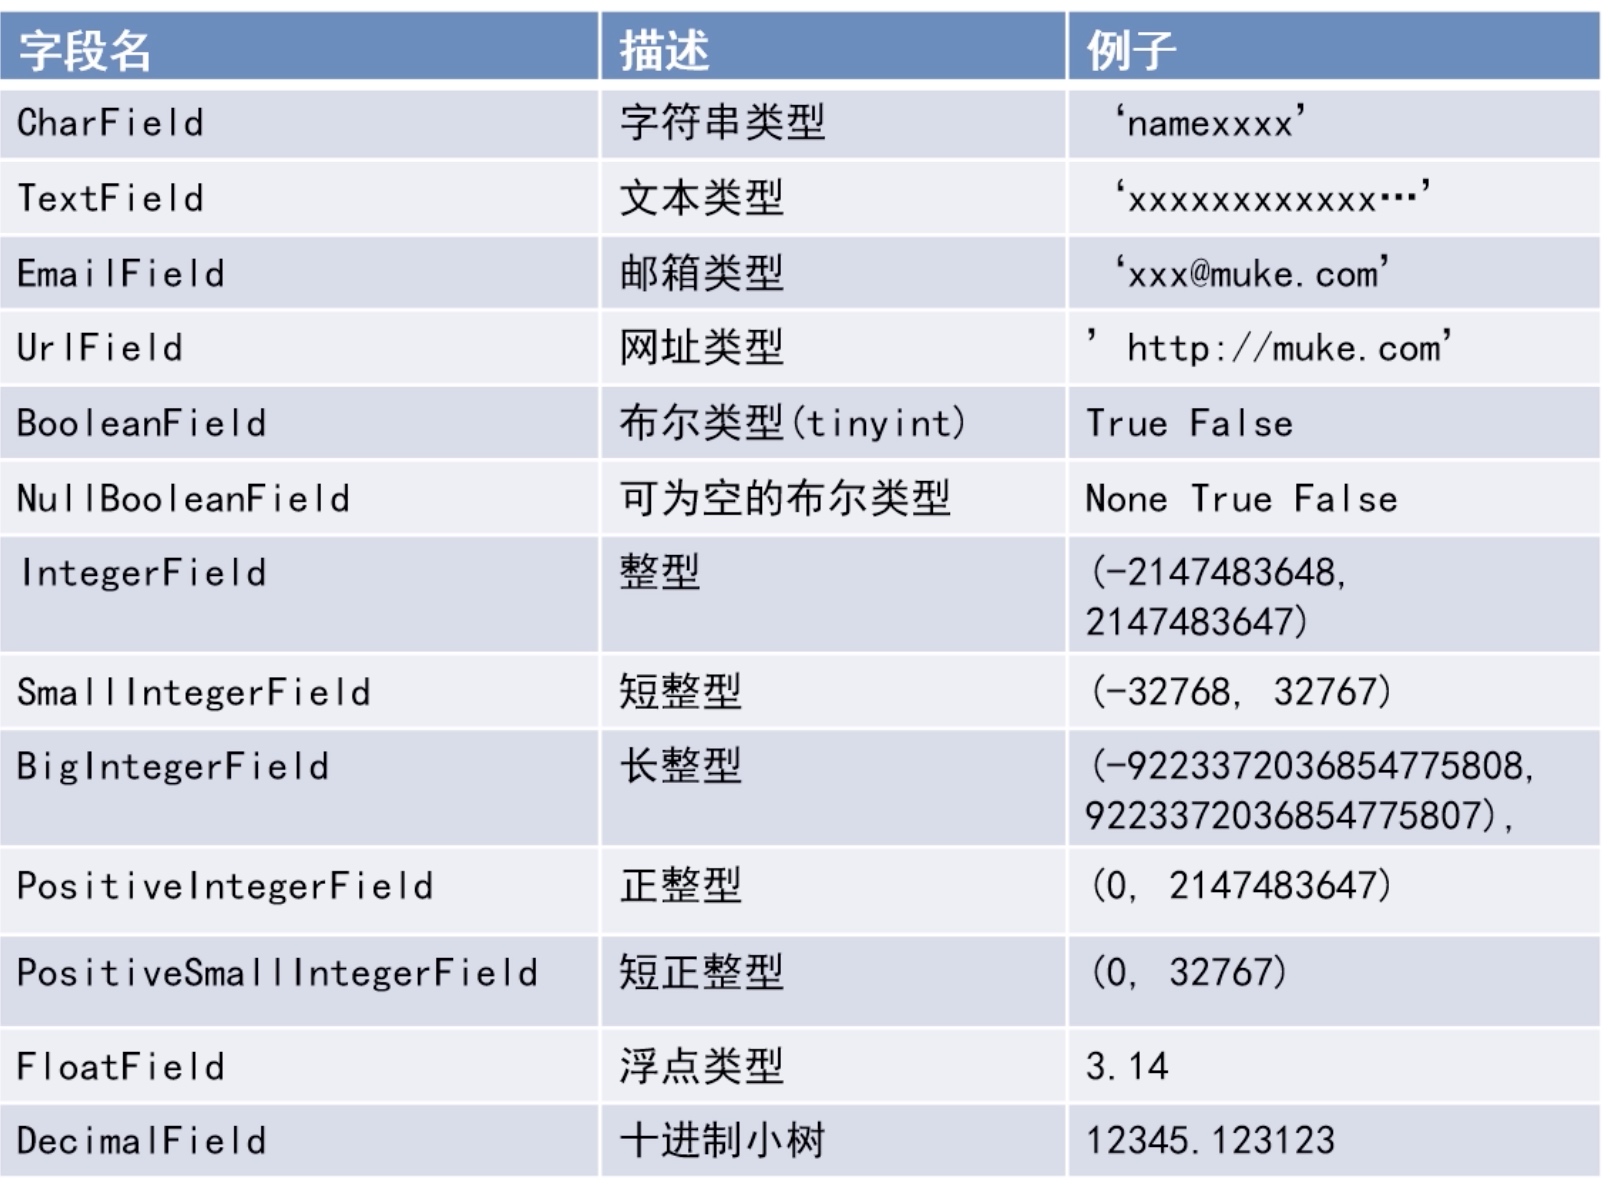 字段名 描述 例子
CharField 字符串类型 ‘namexxxx’
TextField 文本类型 ‘xxxxxxxxxxxx…’
EmailField 邮箱类型 ‘xxx@muke.com’
UrlField 网址类型 ’http://muke.com’
BooleanField 布尔类型(tinyint) True False
NullBooleanField 可为空的布尔类型 None True False
IntegerField 整型 (-2147483648,
2147483647)
SmallIntegerField 短整型 (-32768, 32767)
BigIntegerField 长整型 (-9223372036854775808,
9223372036854775807),
PositiveIntegerField 正整型 (0, 2147483647)
PositiveSmallIntegerField 短正整型 (0, 32767)
FloatField 浮点类型 3.14
DecimalField 十进制小树 12345.123123